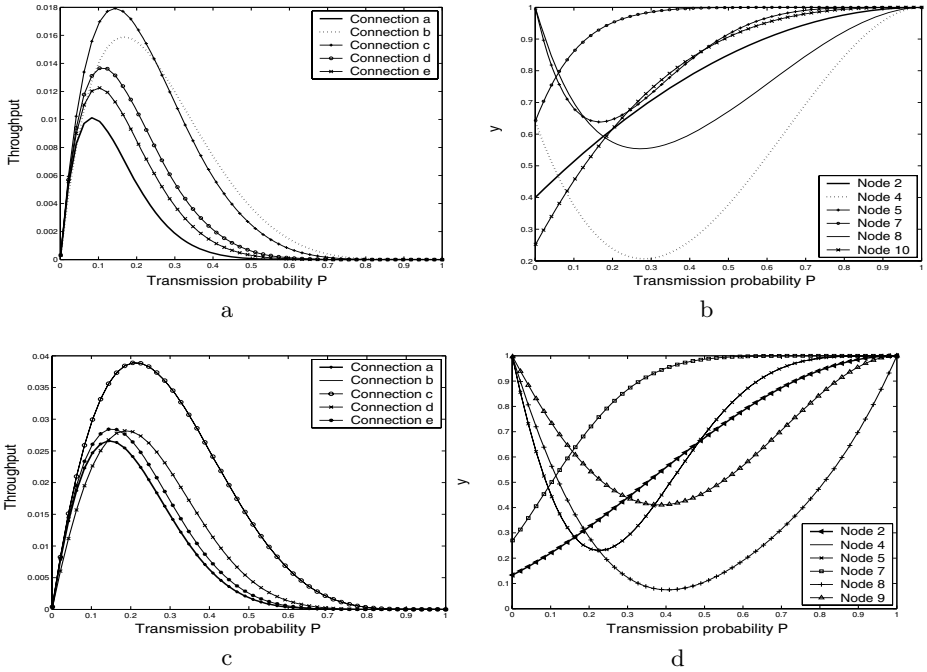 0.018
0.016
0.014
0.012
0.01
0.008
0.006
0.004
0.002
0
Throughput
0 0.1 0.2 0.3 0.4 0.5 0.6 0.7 0.8 0.9 1
Transmission probability P
Connection a
Connection b
Connection c
Connection d
Connection e
a
1
0.9
0.8
0.7
0.6
0.5
0.4
0.3
0.2
y
0 0.1 0.2 0.3 0.4 0.5 0.6 0.7 0.8 0.9 1
Transmission probability P
Node 2
Node 4
Node 5
Node 7
Node 8
Node 10
b
0.04
0.035
0.03
0.025
0.02
0.015
0.01
0.005
0
Throughput
0 0.1 0.2 0.3 0.4 0.5 0.6 0.7 0.8 0.9 1
Transmission probability P
Connection a
Connection b
Connection c
Connection d
Connection e
c
1
0.9
0.8
0.7
0.6
0.5
0.4
0.3
0.2
0.1
0
y
0 0.1 0.2 0.3 0.4 0.5 0.6 0.7 0.8 0.9 1
Transmission probability P
Node 2
Node 4
Node 5
Node 7
Node 8
Node 9
d